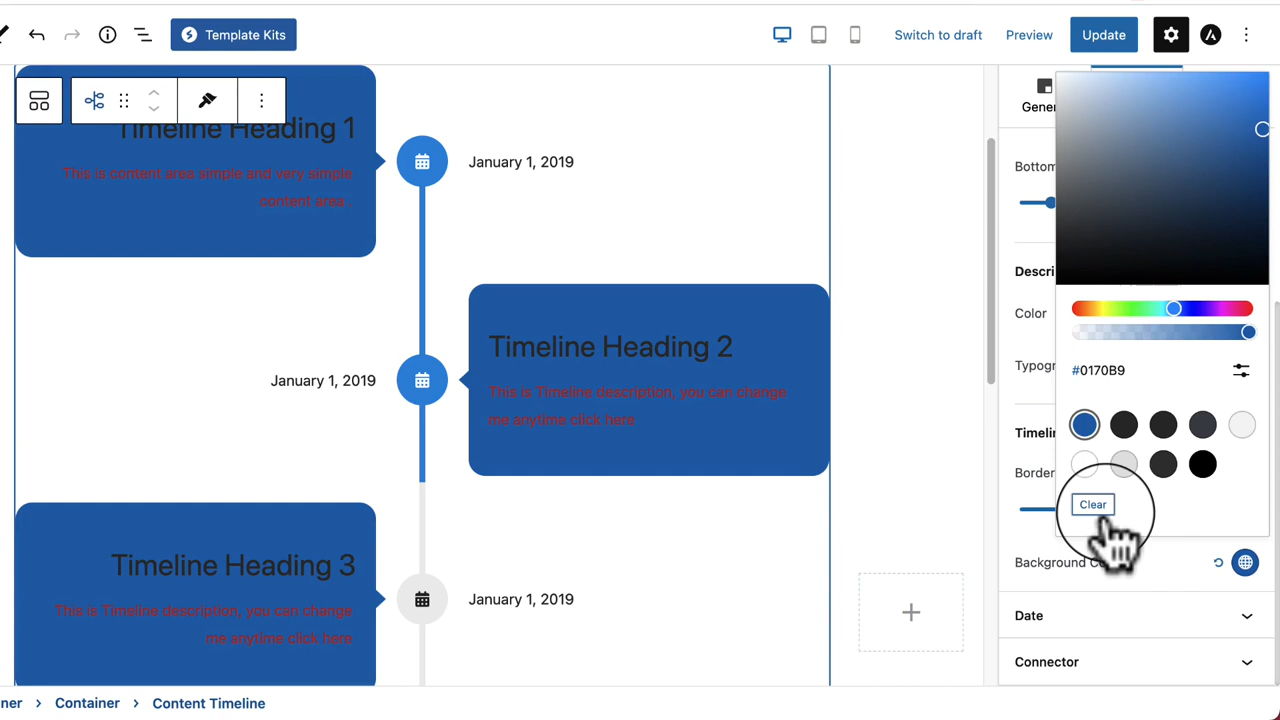 Template Kits
Switch to draft
Preview
Update
Timeline Heading 1
This is content area simple and very simple
content area .
January 1, 2019
January 1, 2019
Timeline Heading 2
This is Timeline description, you can change
me anytime click here
Timeline Heading 3
This is Timeline description, you can change
me anytime click here
January 1, 2019
Gener
Bottom
Descri
Color
Typogr
Timelin
Border
#0170B9
Clear
Background Co
Date
Connector
ner > Container > Content Timeline